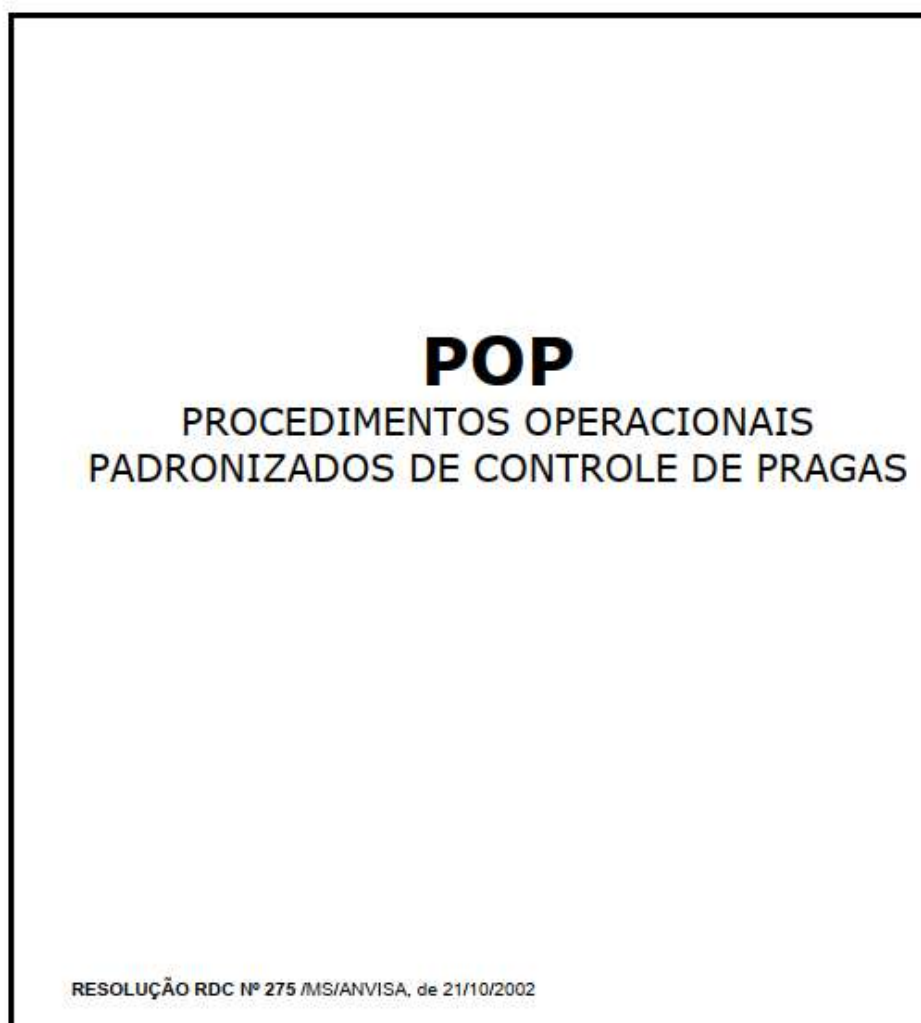 POP
PROCEDIMENTOS OPERACIONAIS
PADRONIZADOS DE CONTROLE DE PRAGAS
RESOLUÇÃO RDC Nº 275 /MS/ANVISA, de 21/10/2002